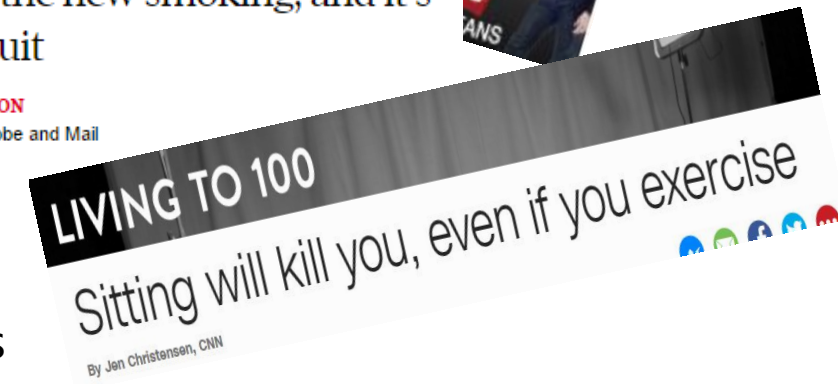 the new smoking, and it's
uit
ON
obe and Mail
ANS
LIVING TO 100
Sitting will kill you, even if you exercise
By Jen Christensen, CNN
s